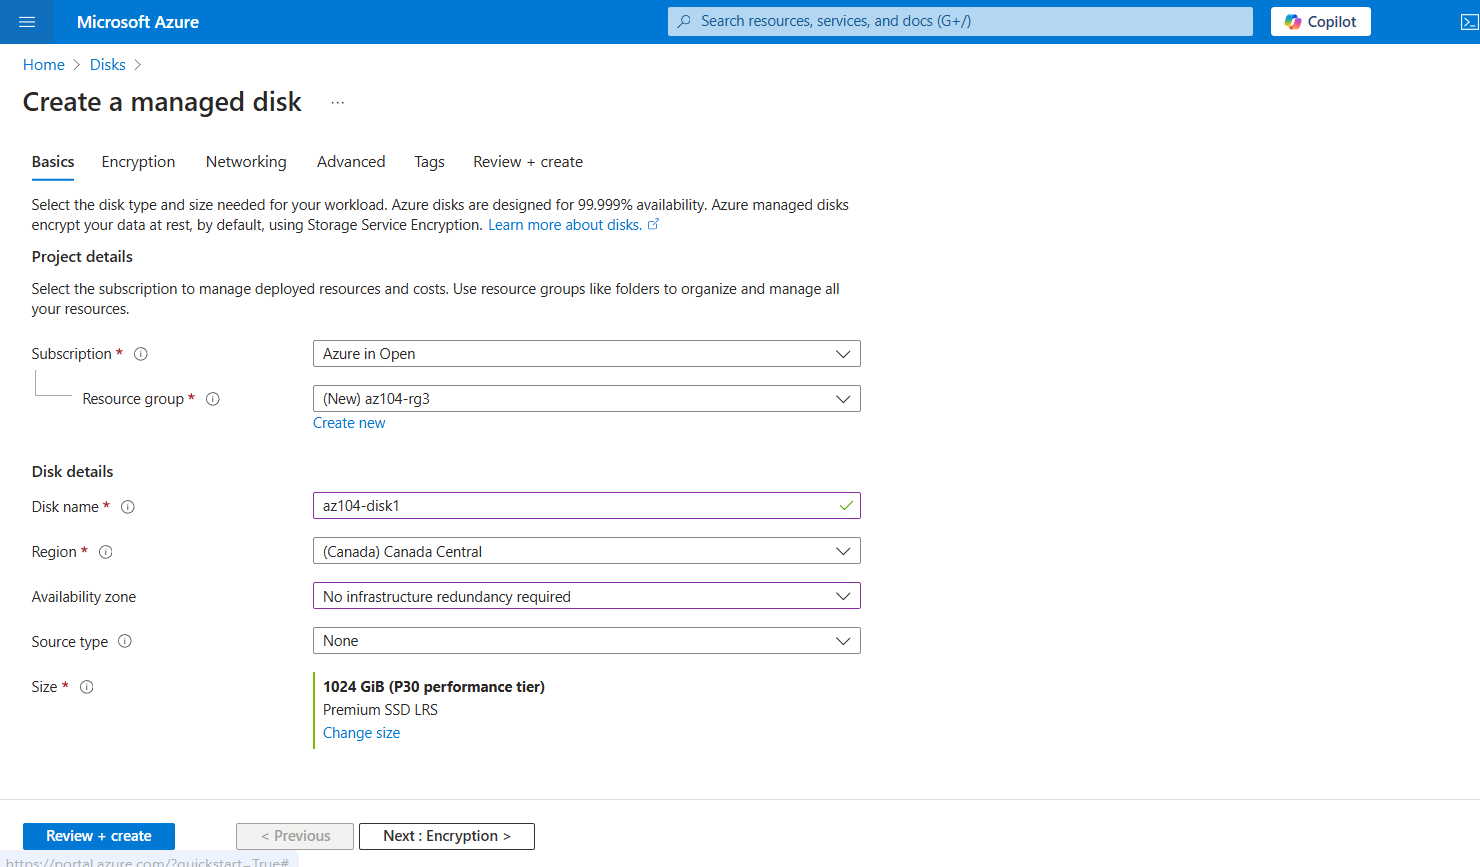 Microsoft Azure
Search resources, services, and docs (G+/)
Copilot
Home > Disks >
Create a managed disk ...
Basics Encryption Networking Advanced Tags Review + create
Select the disk type and size needed for your workload. Azure disks are designed for 99.999% availability. Azure managed disks
encrypt your data at rest, by default, using Storage Service Encryption. Learn more about disks.
Project details
Select the subscription to manage deployed resources and costs. Use resource groups like folders to organize and manage all
your resources.
Subscription * Azure in Open
Resource group * (New) az104-rg3
Create new
Disk details
Disk name * az104-disk1
Region * (Canada) Canada Central
Availability zone No infrastructure redundancy required
Source type None
Size * 1024 GiB (P30 performance tier)
Premium SSD LRS
Change size
Review + create < Previous Next : Encryption >
https://portal.azure.com/?quickstart=True#